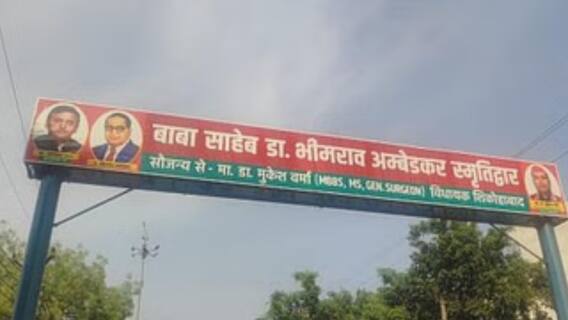 बाबा साहेब डा. भीमराव अम्बेडकर स्मृतिद्वार
सौजन्य से - मा. डा. मुकेश वर्मा (MBBS, MS, GEN. SURGEON) विधायक शिकोहाबाद